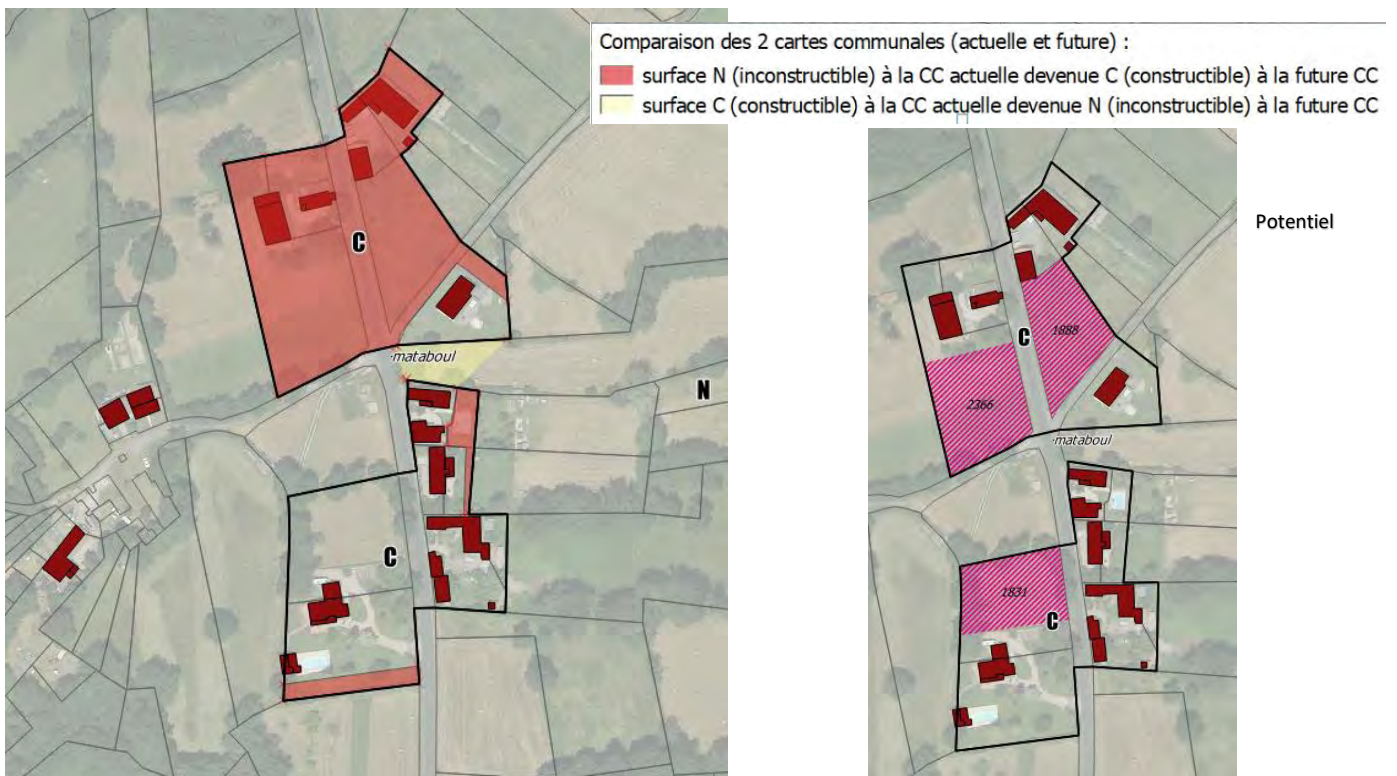 Comparaison des 2 cartes communales (actuelle et future) :
surface N (inconstructible) à la CC actuelle devenue C (constructible) à la future CC
surface C (constructible) à la CC actuelle devenue N (inconstructible) à la future CC
C
mataboul
N
C
Potentiel
C
1888
2366
mataboul
1831
C